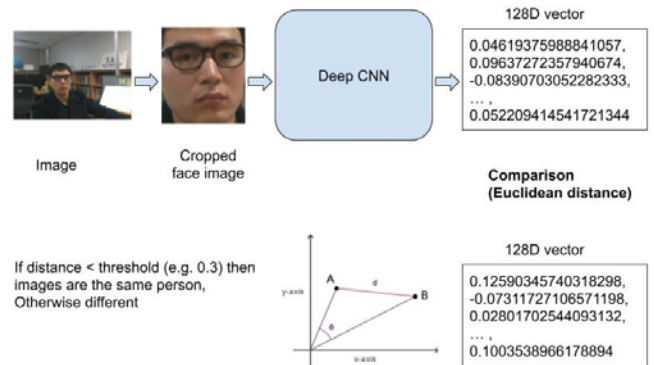 128D vector
0.04619375988841057,
0.09637272357940674,
-0.08390703052282333,
... ,
0.052209414541721344
Deep CNN
Image
Cropped
face image
Comparison
(Euclidean distance)
If distance < threshold (e.g. 0.3) then
images are the same person,
Otherwise different
A
d
B
y-axis
θ
x-axis
128D vector
0.12590345740318298,
-0.07311727106571198,
0.02801702544093132,
... ,
0.1003538966178894